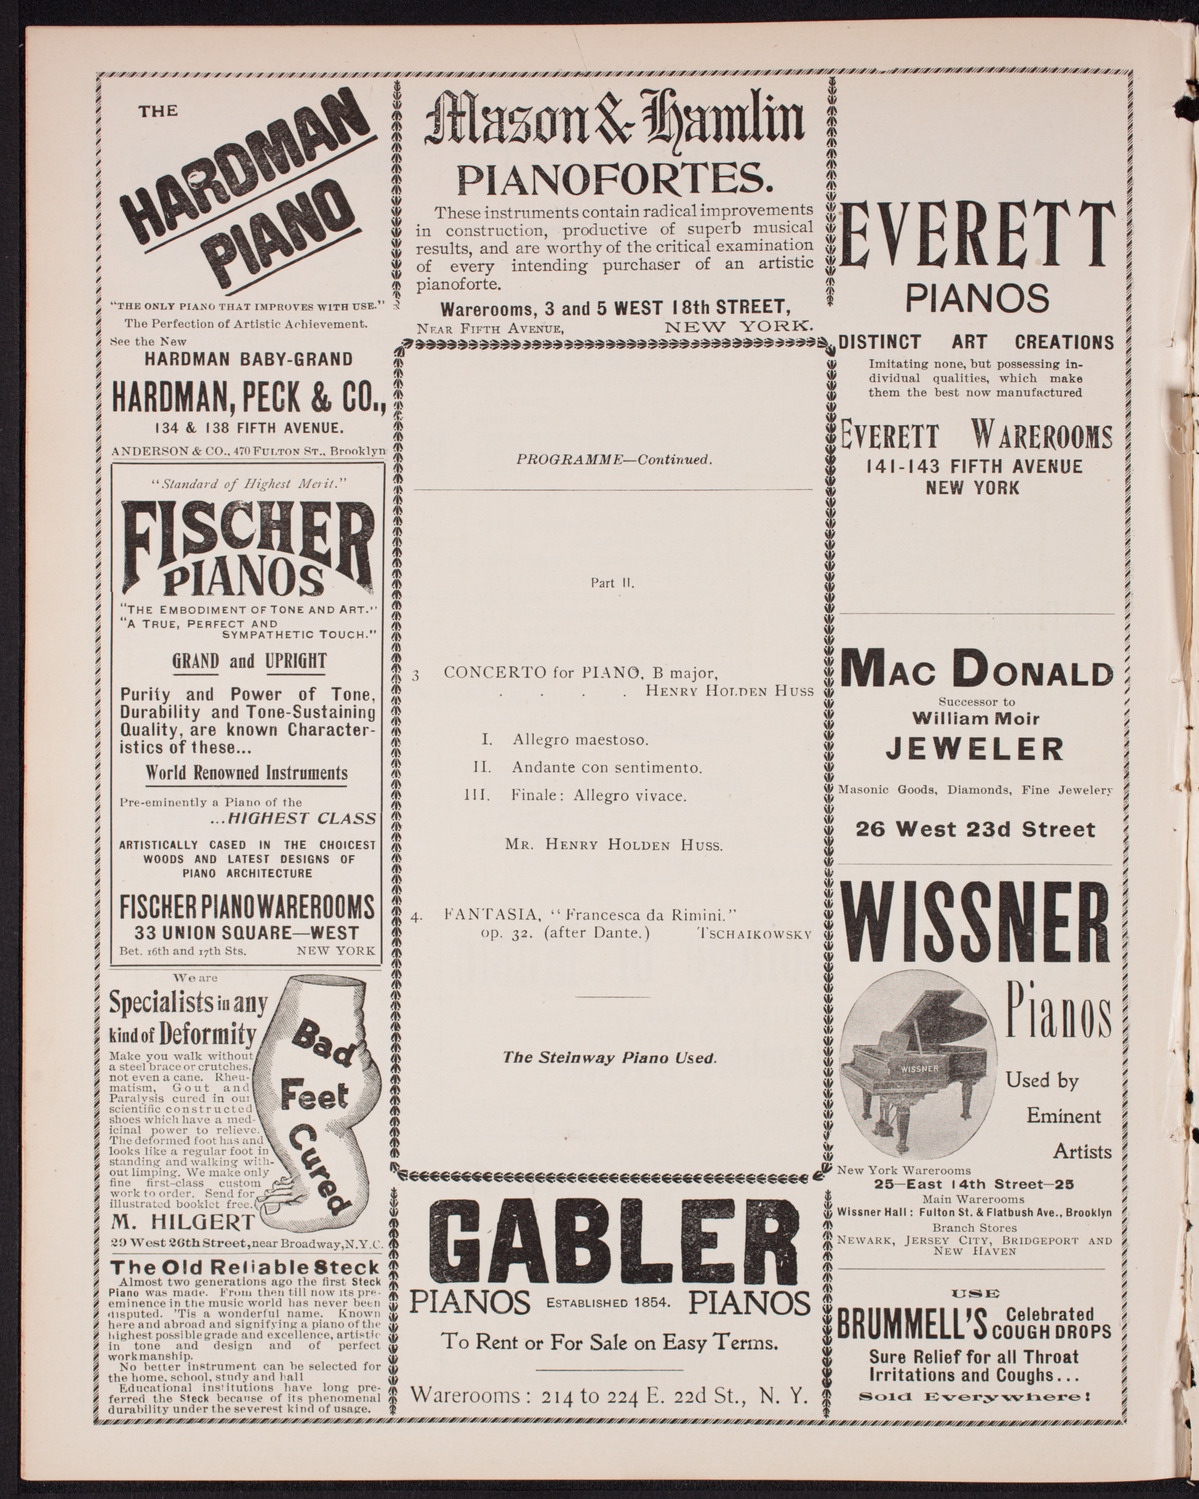 THE
HARDMAN
PIANO
"THE ONLY PIANO THAT IMPROVES WITH USE."
The Perfection of Artistic Achievement.
See the New
HARDMAN BABY-GRAND
HARDMAN, PECK & CO.,
134 & 138 FIFTH AVENUE.
ANDERSON & CO., 470 FULTON ST., Brooklyn
"Standard of Highest Merit."
FISCHER
PIANOS
"THE EMBODIMENT OF TONE AND ART."
"A TRUE, PERFECT AND
SYMPATHETIC TOUCH."
GRAND and UPRIGHT
Purity and Power of Tone,
Durability and Tone-Sustaining
Quality, are known Character-
istics of these...
World Renowned Instruments
Pre-eminently a Piano of the
...HIGHEST CLASS
ARTISTICALLY CASED IN THE CHOICEST
WOODS AND LATEST DESIGNS OF
PIANO ARCHITECTURE
FISCHER PIANO WAREROOMS
33 UNION SQUARE—WEST
Bet. 16th and 17th Sts. NEW YORK
We are
Specialists in any
kind of Deformity
Make you walk without
a steel brace or crutches,
not even a cane. Rheu-
matism, Gout and
Paralysis cured in our
scientific constructed
shoes which have a med-
icinal power to relieve.
The deformed foot has and
looks like a regular foot in
standing and walking with-
out limping. We make only
fine first-class custom
work to order. Send for
illustrated booklet free.
Bad
Feet
Cured
M. HILGERT
29 West 26th Street, near Broadway, N.Y.C.
The Old Reliable Steck
Almost two generations ago the first Steck
Piano was made. From then till now its pre-
eminence in the music world has never been
disputed. 'Tis a wonderful name. Known
here and abroad and signifying a piano of the
highest possible grade and excellence, artistic
in tone and design and of perfect
workmanship.
No better instrument can be selected for
the home, school, study and hall
Educational institutions have long pre-
ferred the Steck because of its phenomenal
durability under the severest kind of usage.
Mason & Hamlin
PIANOFORTES.
These instruments contain radical improvements
in construction, productive of superb musical
results, and are worthy of the critical examination
of every intending purchaser of an artistic
pianoforte.
Warerooms, 3 and 5 WEST 18th STREET,
NEAR FIFTH AVENUE, NEW YORK.
PROGRAMME—Continued.
Part II.
3 CONCERTO for PIANO, B major,
. . . . HENRY HOLDEN HUSS
I. Allegro maestoso.
II. Andante con sentimento.
III. Finale: Allegro vivace.
MR. HENRY HOLDEN HUSS.
4. FANTASIA, "Francesca da Rimini."
op. 32. (after Dante.) TSCHAIKOWSKY
The Steinway Piano Used.
GABLER
PIANOS ESTABLISHED 1854. PIANOS
To Rent or For Sale on Easy Terms.
Warerooms: 214 to 224 E. 22d St., N. Y.
EVERETT
PIANOS
DISTINCT ART CREATIONS
Imitating none, but possessing in-
dividual qualities, which make
them the best now manufactured
EVERETT WAREROOMS
141-143 FIFTH AVENUE
NEW YORK
MAC DONALD
Successor to
William Moir
JEWELER
Masonic Goods, Diamonds, Fine Jewelery
26 West 23d Street
WISSNER
Pianos
WISSNER
Used by
Eminent
Artists
New York Warerooms
25—East 14th Street—25
Main Warerooms
Wissner Hall: Fulton St. & Flatbush Ave., Brooklyn
Branch Stores
NEWARK, JERSEY CITY, BRIDGEPORT AND
NEW HAVEN
USE
BRUMMELL'S Celebrated
COUGH DROPS
Sure Relief for all Throat
Irritations and Coughs...
Sold Everywhere!